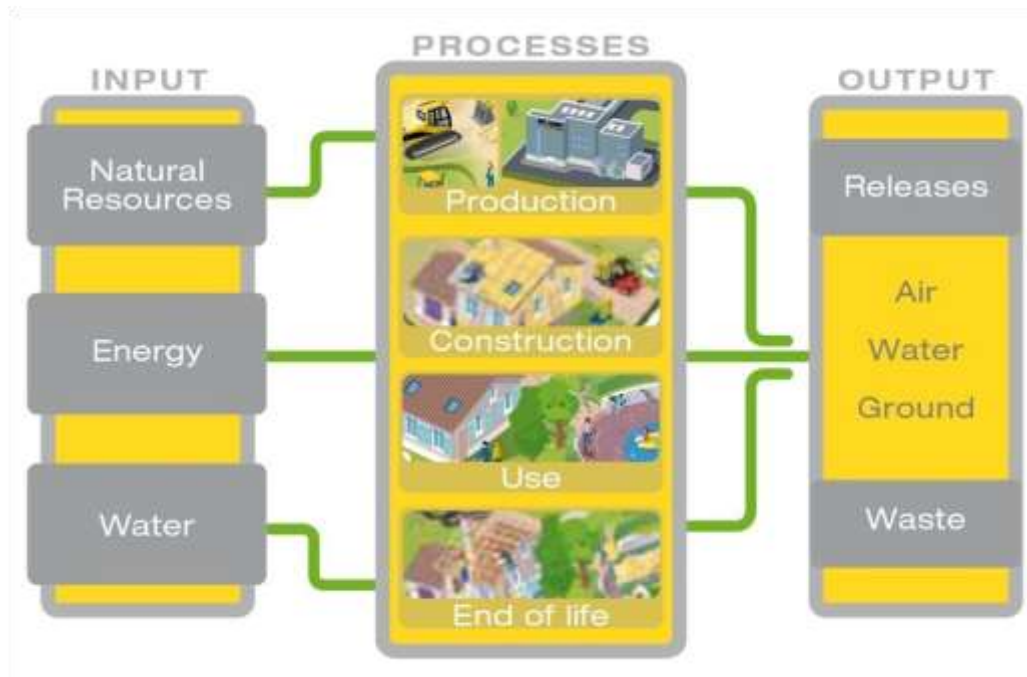 INPUT
Natural
Resources
Energy
Water
PROCESSES
Production
Construction
Use
End of life
OUTPUT
Releases
Air
Water
Ground
Waste